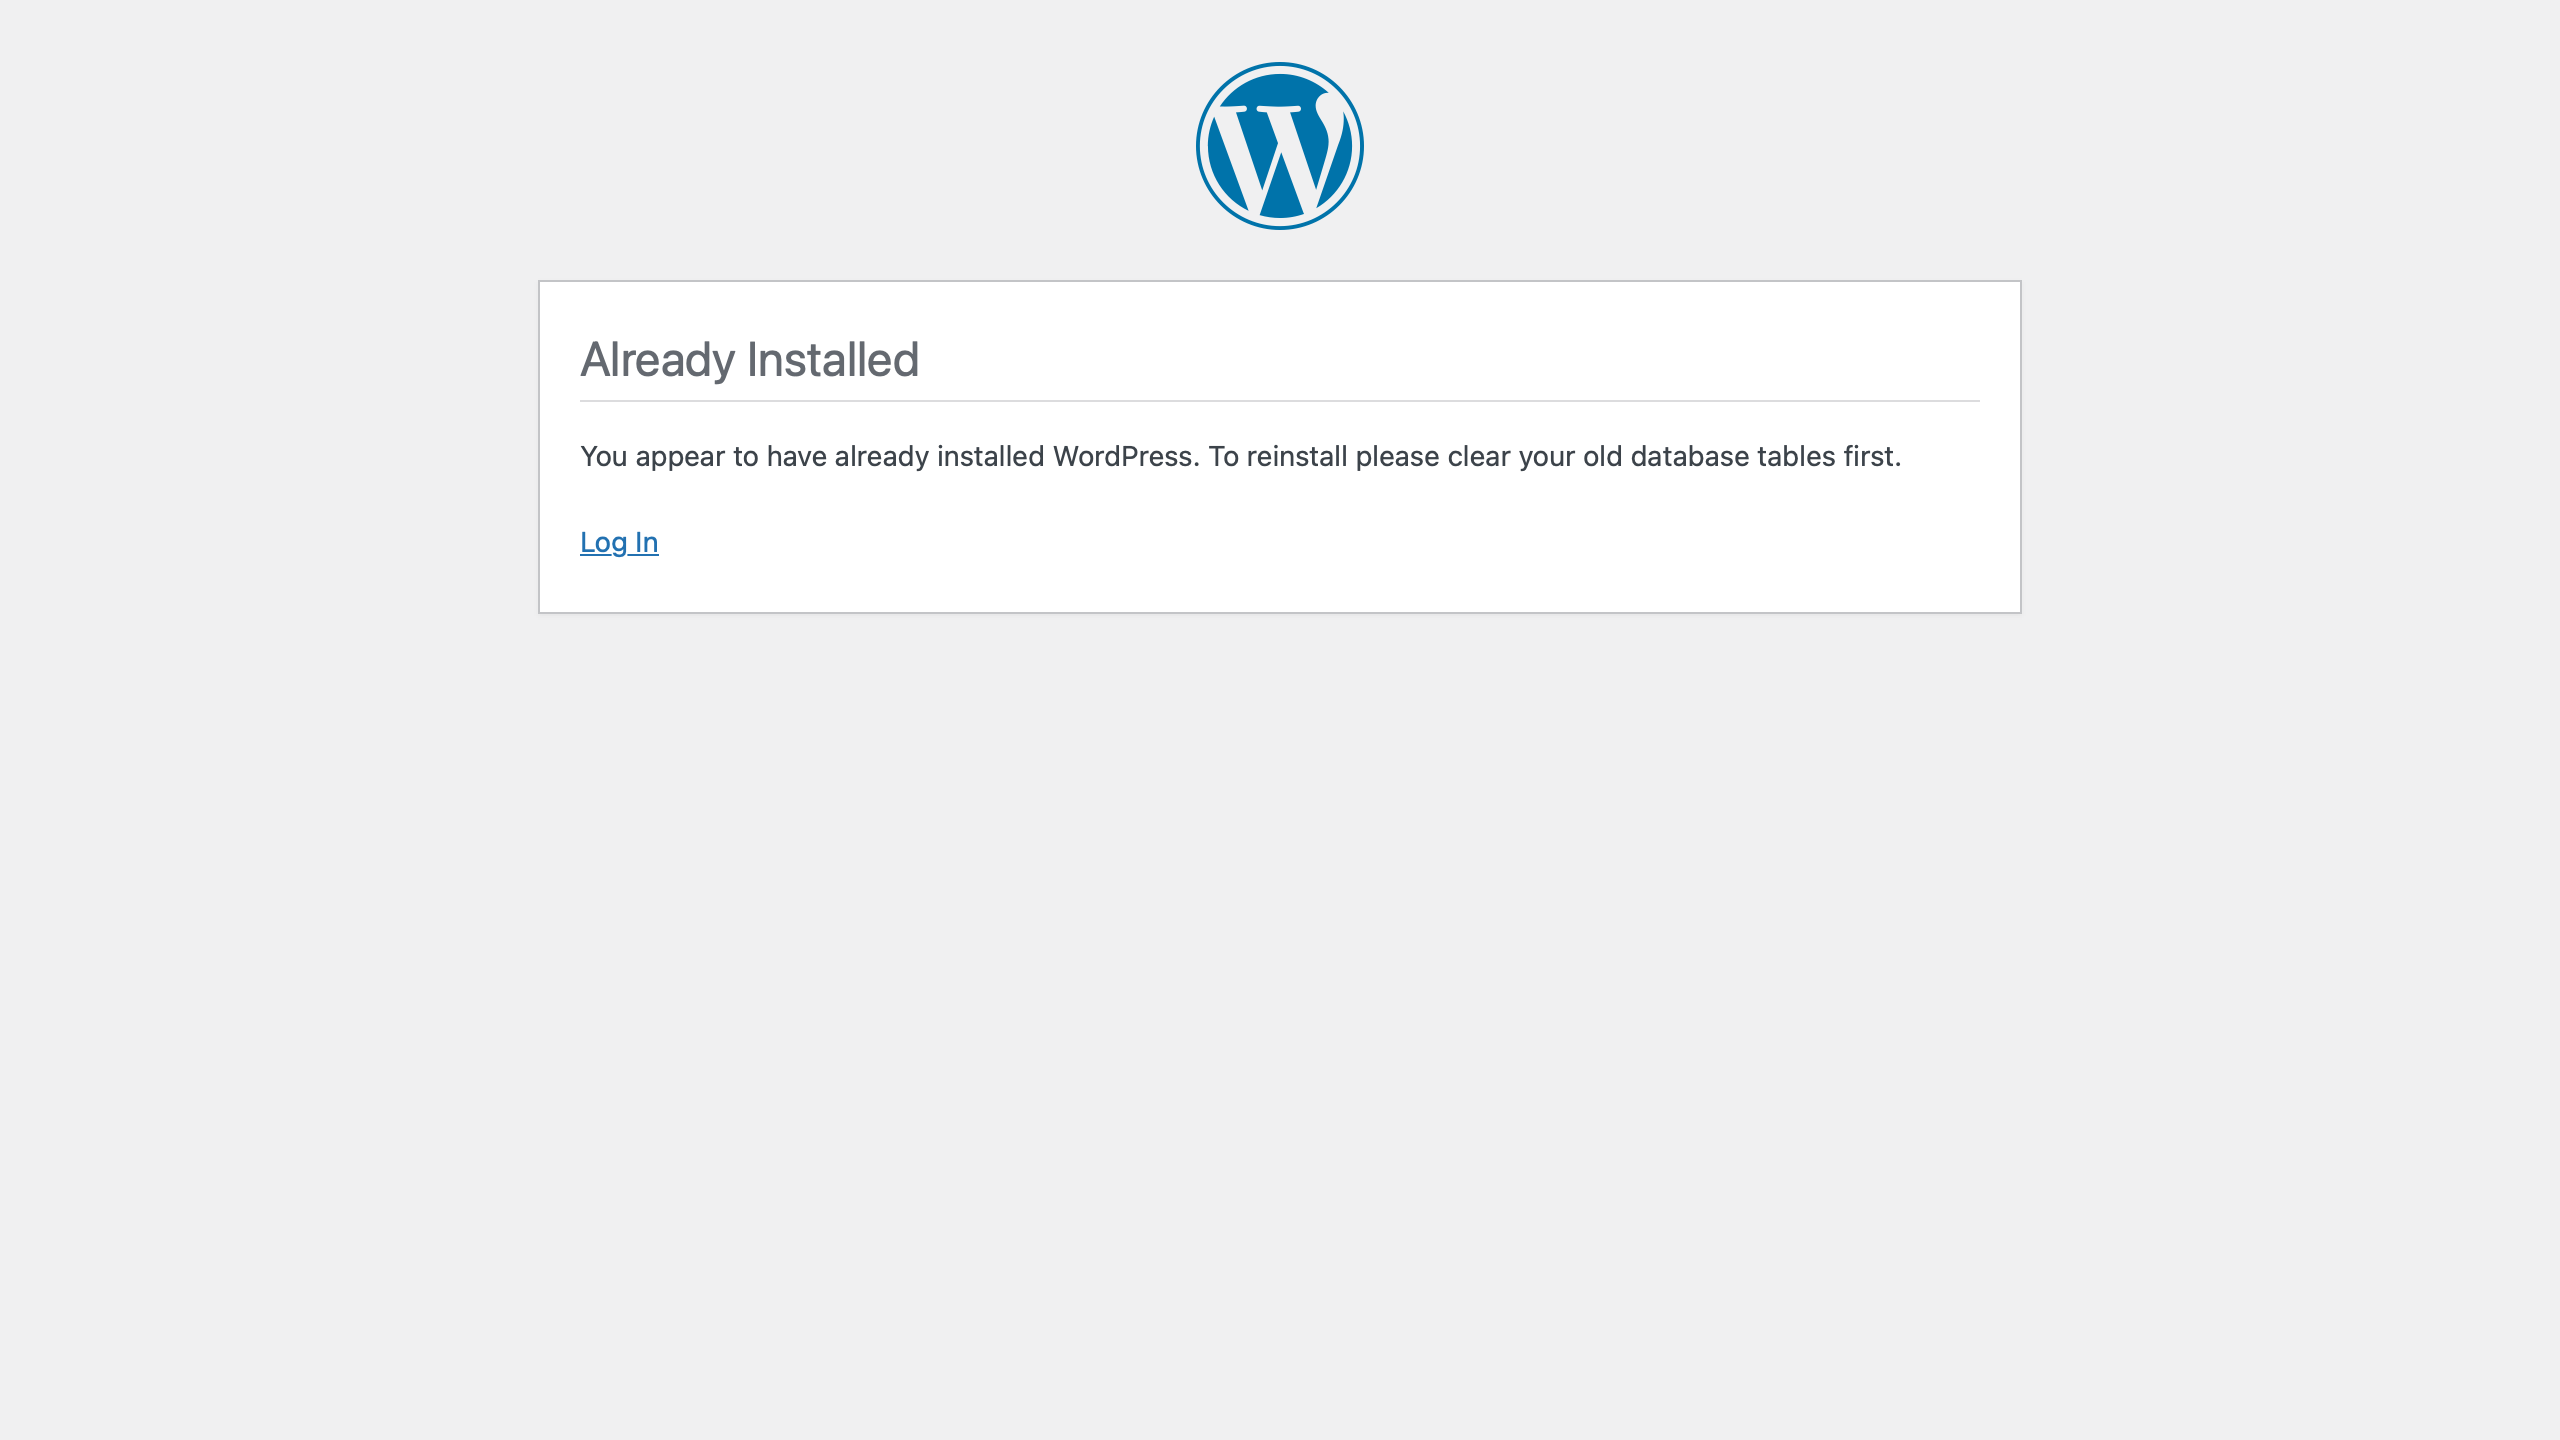 Already Installed
You appear to have already installed WordPress. To reinstall please clear your old database tables first.
Log In